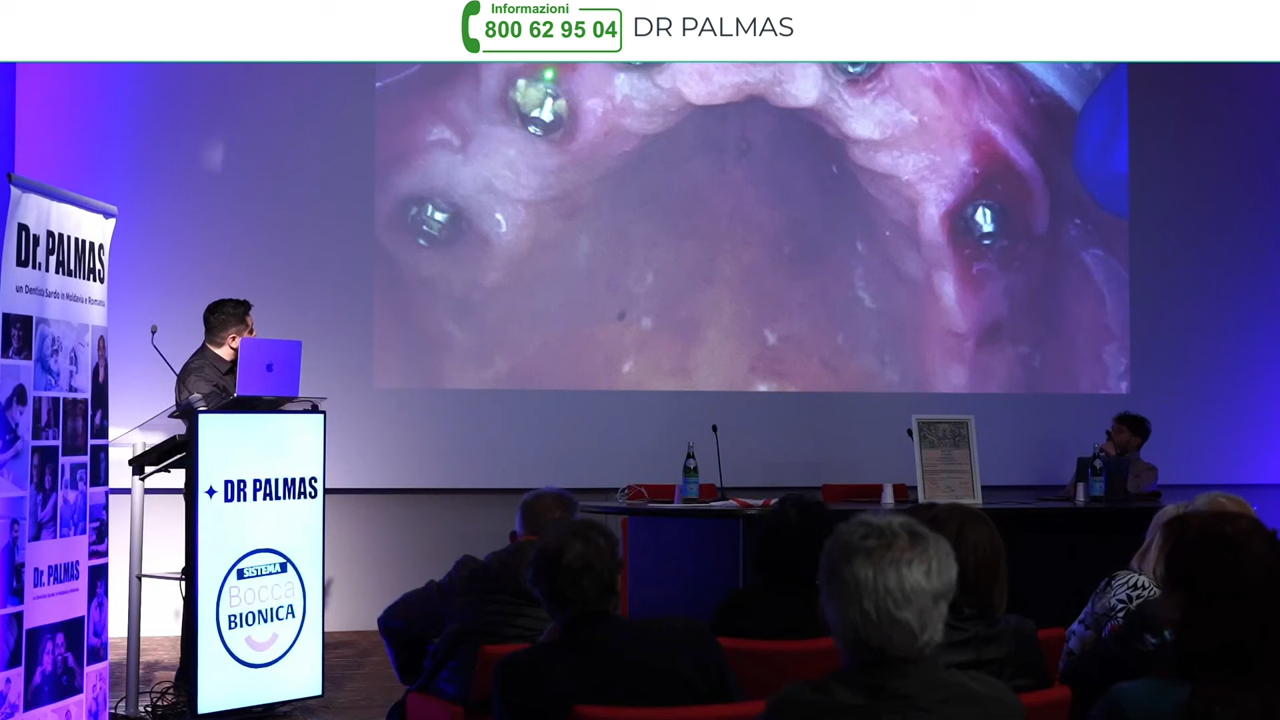 Informazioni
800 62 95 04
DR PALMAS
Dr. PALMAS
un Dentista Sardo in Moldavia e Romania
DR PALMAS
SISTEMA
Bocca
BIONICA
Dr. PALMAS